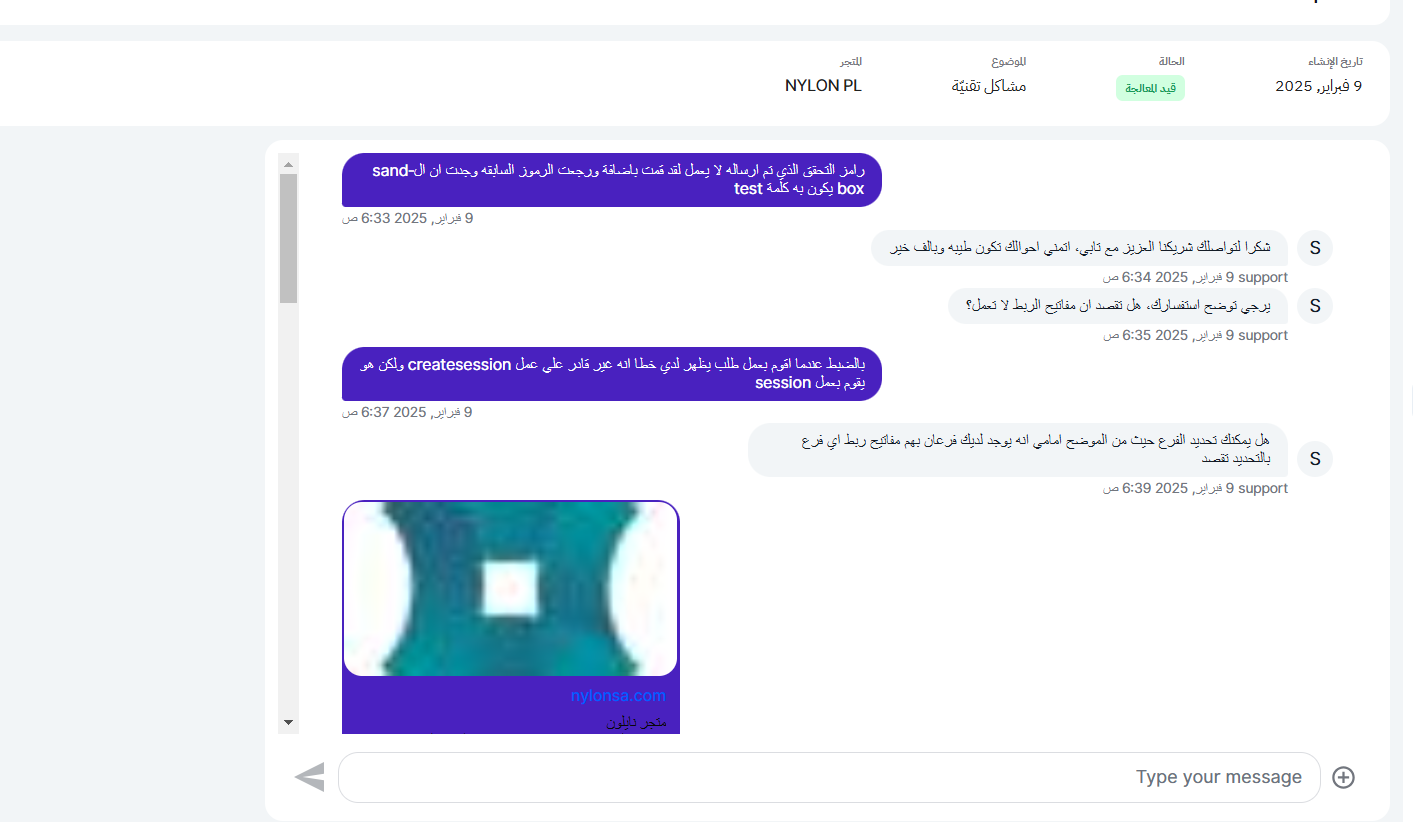 تاريخ الإنشاء
الحالة
الموضوع
المتجر
9 فبراير, 2025
قيد المعالجة
مشاكل تقنيّة
NYLON PL
رامز التحقق الذي تم ارساله لا يعمل لقد قمت باضافة ورجعت الرموز السابقه وجدت ان ال-sand
box يكون به كلمة test
9 فبراير, 2025 6:33 ص
S
شكرا لتواصلك شريكنا العزيز مع تابي، اتمني احوالك تكون طيبه وبالف خير
support 9 فبراير, 2025 6:34 ص
S
يرجي توضح استفسارك، هل تقصد ان مفاتيح الربط لا تعمل؟
support 9 فبراير, 2025 6:35 ص
بالضبط عندما اقوم بعمل طلب يظهر لدي خطا انه غير قادر علي عمل createsession ولكن هو
يقوم بعمل session
9 فبراير, 2025 6:37 ص
هل يمكنك تحديد الفرع حيث من الموضح امامي انه يوجد لديك فرعان بهم مفاتيح ربط اي فرع
بالتحديد تقصد
S
support 9 فبراير, 2025 6:39 ص
nylonsa.com
متجر نايلون
Type your message